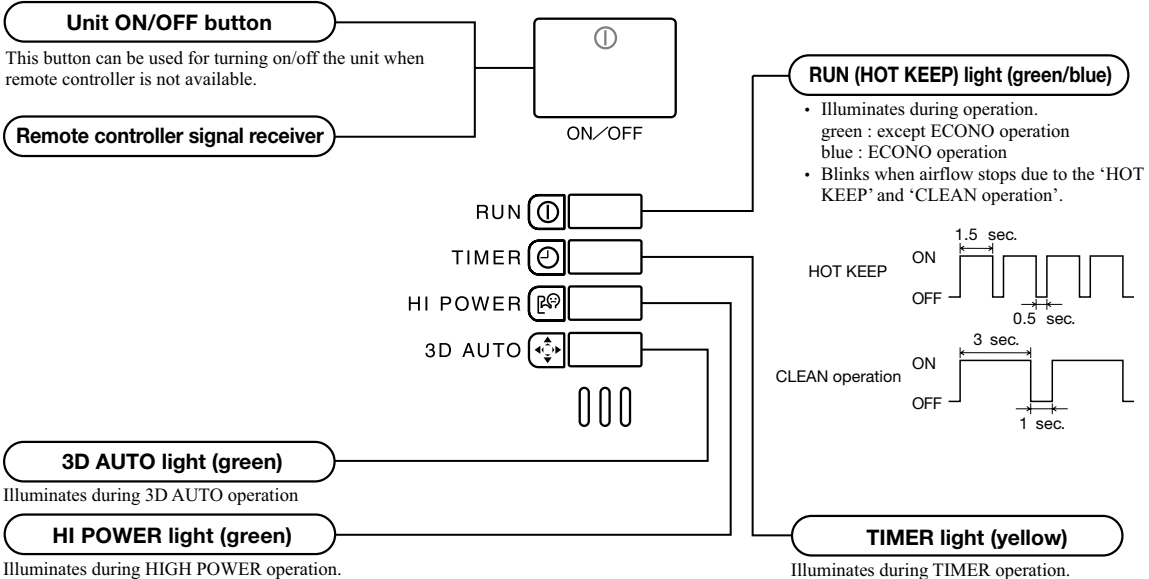 Unit ON/OFF button
This button can be used for turning on/off the unit when
remote controller is not available.
Remote controller signal receiver
ON/OFF
RUN
TIMER
HI POWER
3D AUTO
RUN (HOT KEEP) light (green/blue)
• Illuminates during operation.
green : except ECONO operation
blue : ECONO operation
• Blinks when airflow stops due to the ‘HOT
KEEP’ and ‘CLEAN operation’.
1.5 sec.
HOT KEEP
ON
OFF
0.5 sec.
3 sec.
CLEAN operation
ON
OFF
1 sec.
3D AUTO light (green)
Illuminates during 3D AUTO operation
HI POWER light (green)
Illuminates during HIGH POWER operation.
TIMER light (yellow)
Illuminates during TIMER operation.